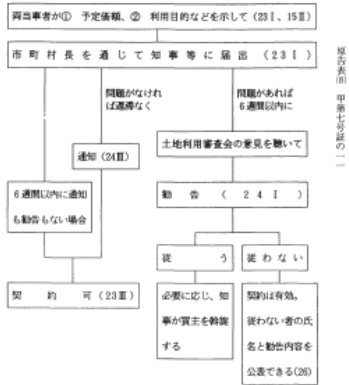 両当事者が① 予定価額、② 利用目的などを示して(23Ⅰ、15Ⅱ)
市町村長を通じて知事等に届出(23Ⅰ)
問題がなけれ
ば遅滞なく
問題があれば
6週間以内に
通知(24Ⅲ)
土地利用審査会の意見を聴いて
6週間以内に通知
も勧告もない場合
勧告(24Ⅰ)
従う
従わない
契約可(23Ⅲ)
必要に応じ、知
事が買主を斡旋
する
契約は有効。
従わない者の氏
名と勧告内容を
公表できる(26)
原告表(8) 甲第七号証の一一